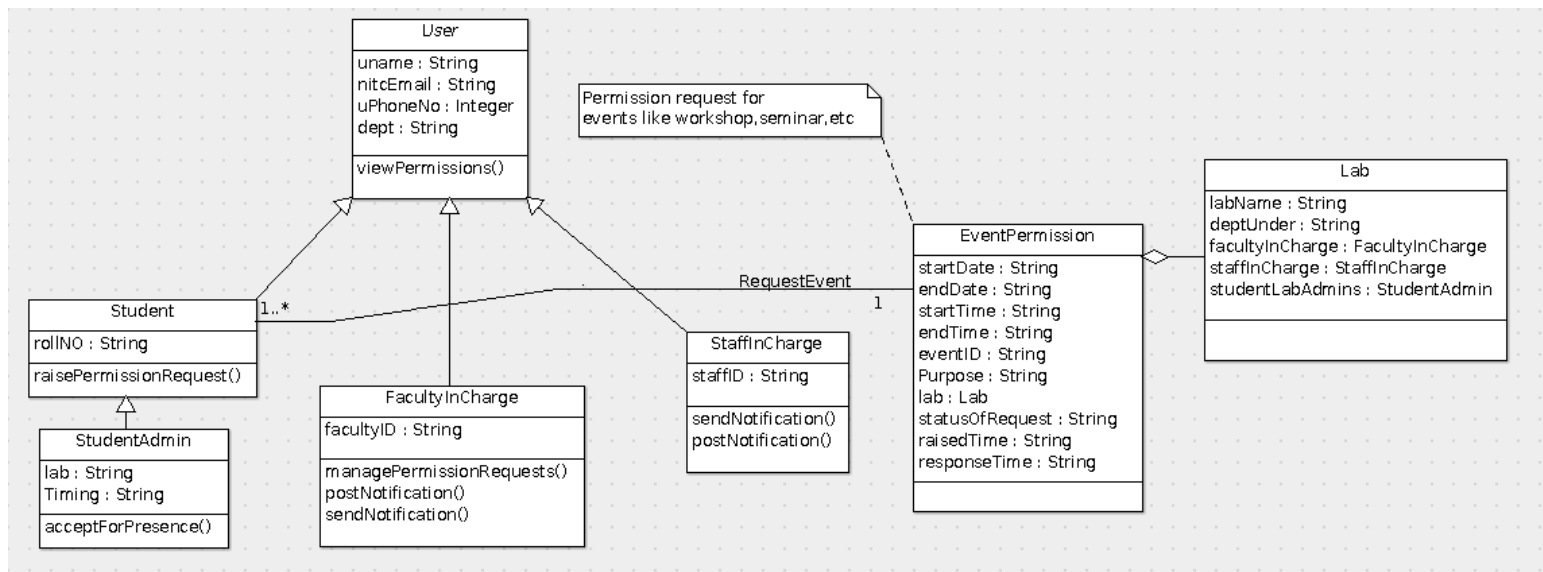 User
uname : String
nitcEmail : String
uPhoneNo : Integer
dept : String
viewPermissions()
Permission request for
events like workshop,seminar,etc
Lab
labName : String
deptUnder : String
facultyInCharge : FacultyInCharge
staffInCharge : StaffInCharge
studentLabAdmins : StudentAdmin
EventPermission
startDate : String
endDate : String
startTime : String
endTime : String
eventID : String
Purpose : String
lab : Lab
statusOfRequest : String
raisedTime : String
responseTime : String
RequestEvent
1..*
1
Student
rollNO : String
raisePermissionRequest()
StaffInCharge
staffID : String
sendNotification()
postNotification()
FacultyInCharge
facultyID : String
managePermissionRequests()
postNotification()
sendNotification()
StudentAdmin
lab : String
Timing : String
acceptForPresence()